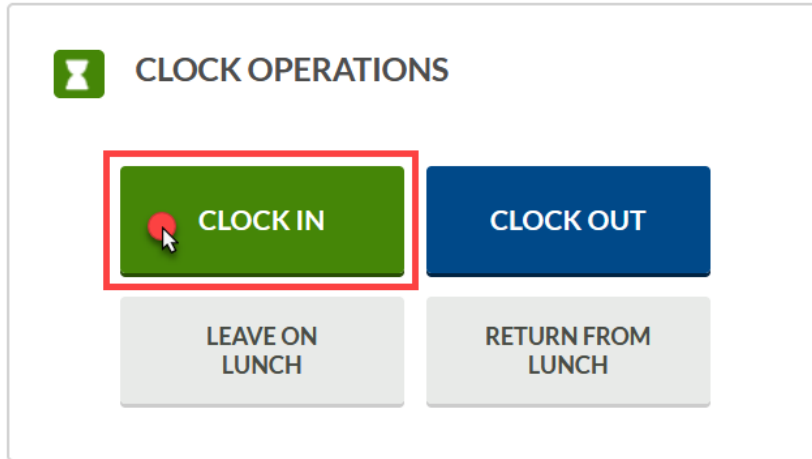 CLOCK OPERATIONS
CLOCK IN
CLOCK OUT
LEAVE ON
LUNCH
RETURN FROM
LUNCH